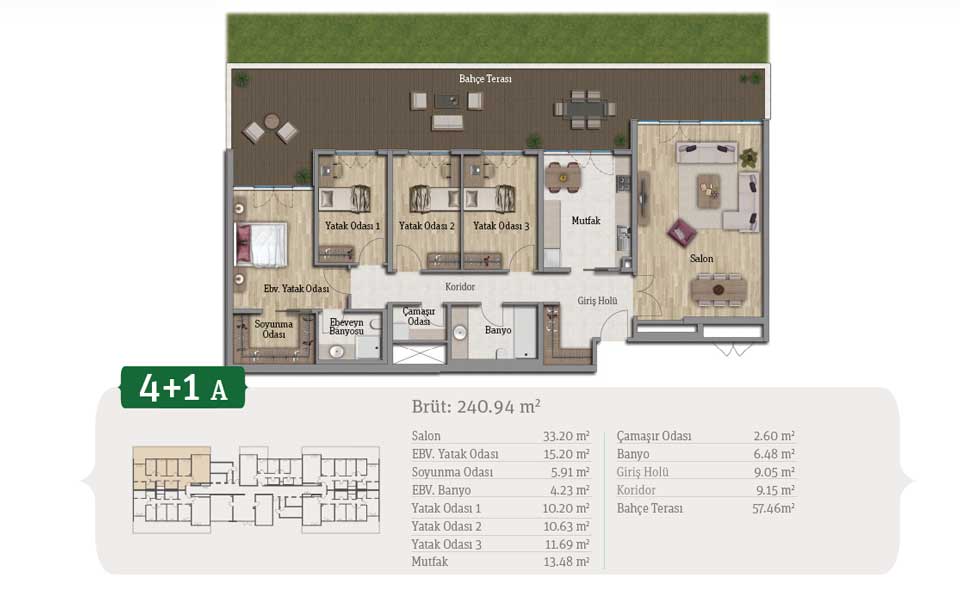 Bahçe Terası
Yatak Odası 1
Yatak Odası 2
Yatak Odası 3
Mutfak
Salon
Ebv. Yatak Odası
Koridor
Giriş Holü
Soyunma
Odası
Ebeveyn
Banyosu
Çamaşır
Odası
Banyo
4+1 A
Brüt: 240.94 m²
Salon 33.20 m²
EBV. Yatak Odası 15.20 m²
Soyunma Odası 5.91 m²
EBV. Banyo 4.23 m²
Yatak Odası 1 10.20 m²
Yatak Odası 2 10.63 m²
Yatak Odası 3 11.69 m²
Mutfak 13.48 m²
Çamaşır Odası 2.60 m²
Banyo 6.48 m²
Giriş Holü 9.05 m²
Koridor 9.15 m²
Bahçe Terası 57.46m²